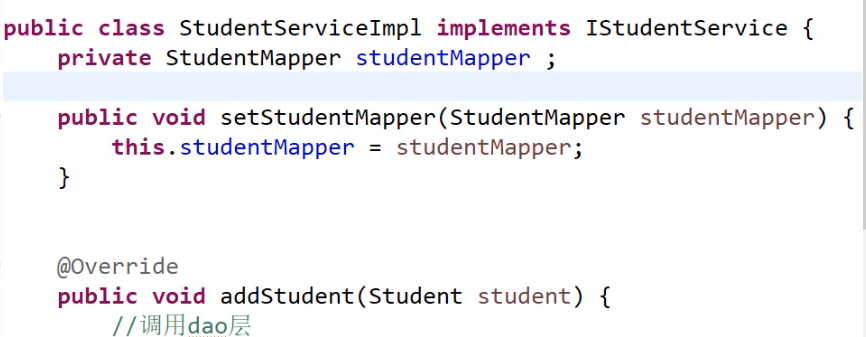 public class StudentServiceImpl implements IStudentService {
    private StudentMapper studentMapper ;
    public void setStudentMapper(StudentMapper studentMapper) {
        this.studentMapper = studentMapper;
    }
    @Override
    public void addStudent(Student student) {
        //调用dao层